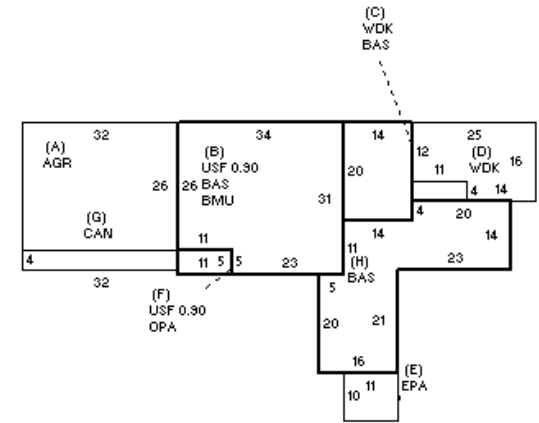 (C)
WDK
BAS
32
34
14
25
(A)
AGR
(B)
USF 0.90
BAS
BMU
12
(D)
WDK
16
11
20
26
26
31
4
14
(G)
CAN
4
20
11
14
14
11
4
11
5
5
23
(H)
BAS
23
32
5
(F)
USF 0.90
OPA
20
21
16
(E)
EPA
11
10